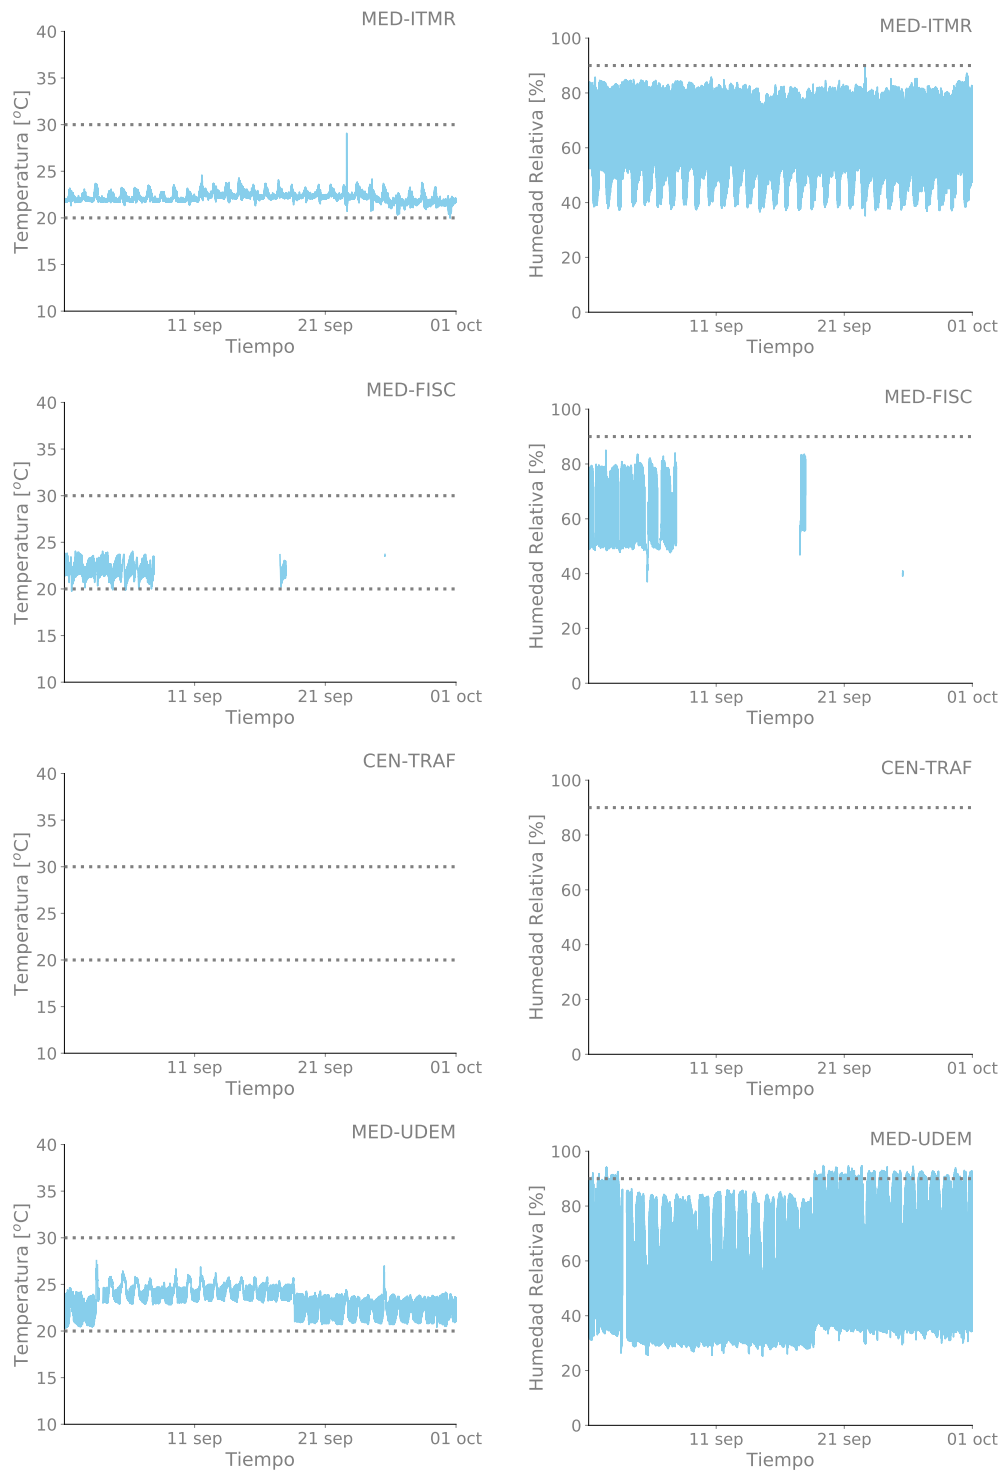 MED-ITMR
Temperatura [°C]
40
35
30
25
20
15
10
11 sep
21 sep
01 oct
Tiempo
MED-ITMR
Humedad Relativa [%]
100
80
60
40
20
0
11 sep
21 sep
01 oct
Tiempo
MED-FISC
Temperatura [°C]
40
35
30
25
20
15
10
11 sep
21 sep
01 oct
Tiempo
MED-FISC
Humedad Relativa [%]
100
80
60
40
20
0
11 sep
21 sep
01 oct
Tiempo
CEN-TRAF
Temperatura [°C]
40
35
30
25
20
15
10
11 sep
21 sep
01 oct
Tiempo
CEN-TRAF
Humedad Relativa [%]
100
80
60
40
20
0
11 sep
21 sep
01 oct
Tiempo
MED-UDEM
Temperatura [°C]
40
35
30
25
20
15
10
11 sep
21 sep
01 oct
Tiempo
MED-UDEM
Humedad Relativa [%]
100
80
60
40
20
0
11 sep
21 sep
01 oct
Tiempo